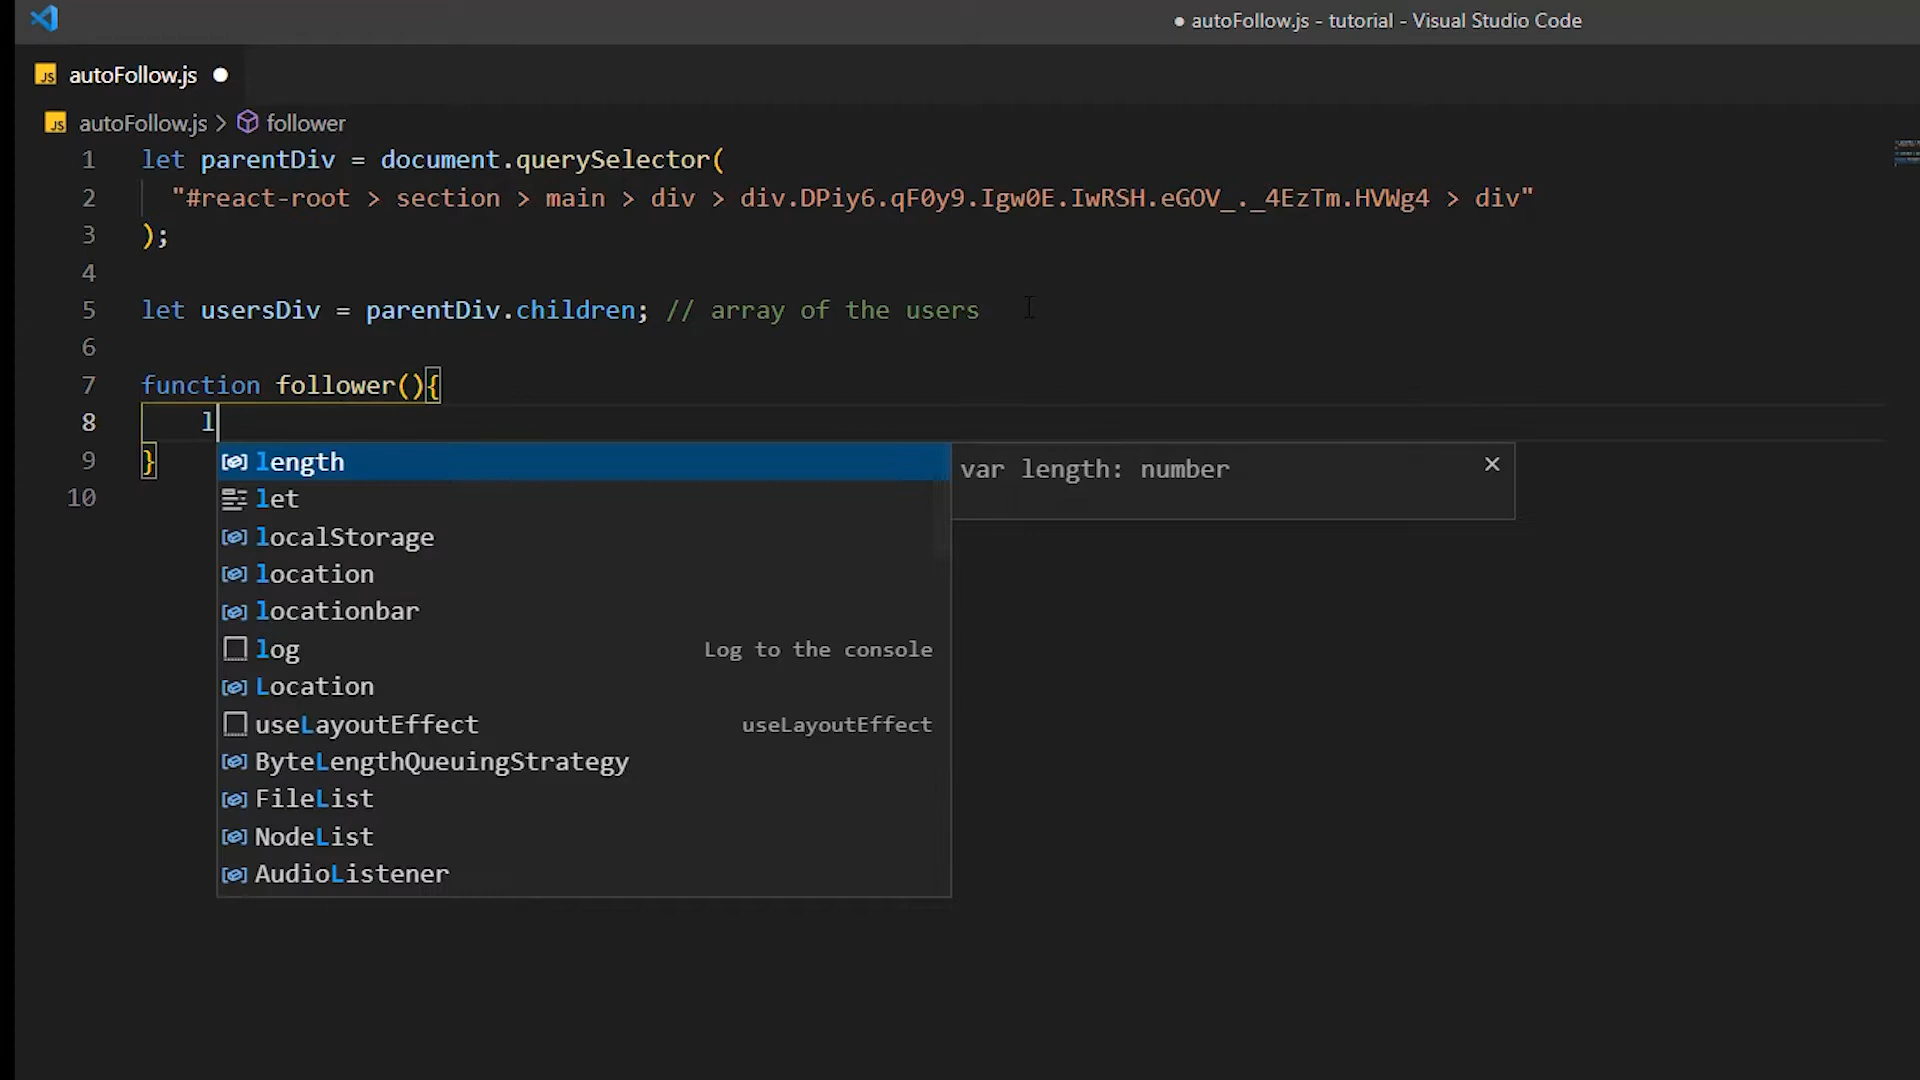 ● autoFollow.js - tutorial - Visual Studio Code
JS autoFollow.js ●
JS autoFollow.js > follower
1 let parentDiv = document.querySelector(
2 "#react-root > section > main > div > div.DPiy6.qF0y9.Igw0E.IwRSH.eGOV_._4EzTm.HVWg4 > div"
3 );
4
5 let usersDiv = parentDiv.children; // array of the users
6
7 function follower(){
8 l
9 }
10
length
var length: number
let
localStorage
location
locationbar
log Log to the console
Location
useLayoutEffect useLayoutEffect
ByteLengthQueuingStrategy
FileList
NodeList
AudioListener